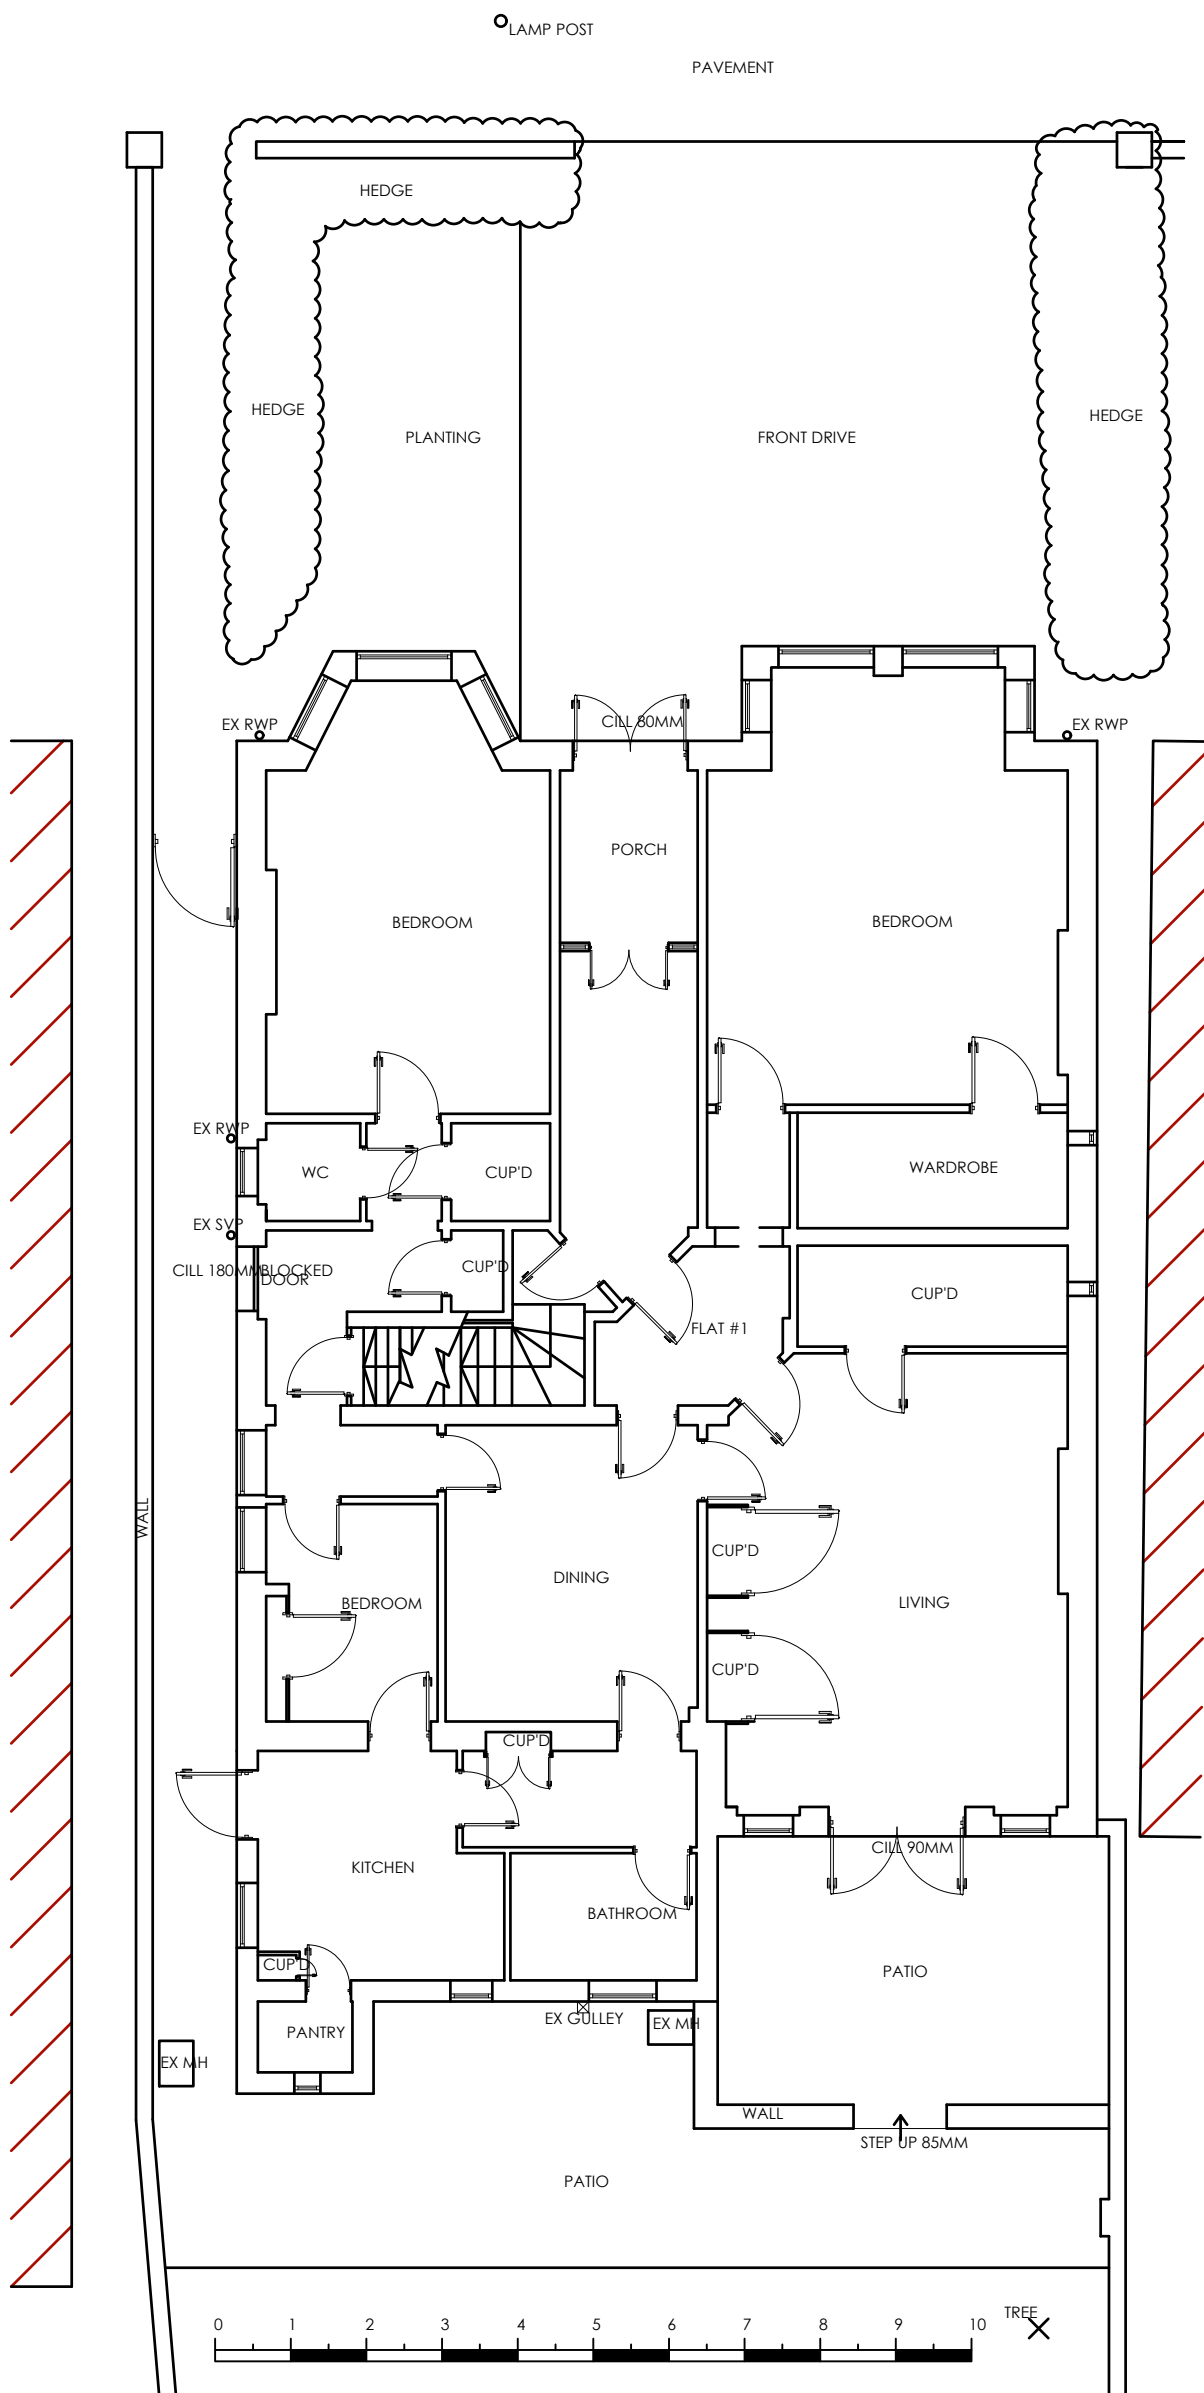 LAMP POST
PAVEMENT
HEDGE
HEDGE
PLANTING
FRONT DRIVE
HEDGE
EX RWP
CILL 80MM
EX RWP
PORCH
BEDROOM
BEDROOM
EX RWP
WC
CUP'D
WARDROBE
EX SVP
CILL 180MM
BLOCKED
DOOR
CUP'D
CUP'D
FLAT #1
WALL
CUP'D
DINING
BEDROOM
LIVING
CUP'D
CUP'D
CILL 90MM
KITCHEN
BATHROOM
CUP'D
PATIO
EX GULLEY
EX MH
PANTRY
EX MH
WALL
STEP UP 85MM
PATIO
TREE
0 1 2 3 4 5 6 7 8 9 10